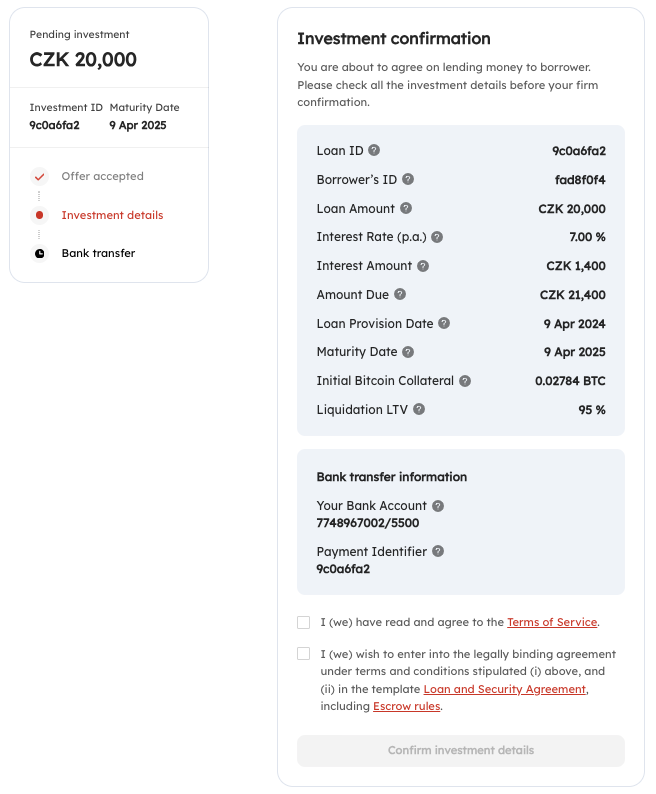 Pending investment
CZK 20,000
Investment ID Maturity Date
9c0a6fa2 9 Apr 2025
Offer accepted
Investment details
Bank transfer
Investment confirmation
You are about to agree on lending money to borrower.
Please check all the investment details before your firm
confirmation.
Loan ID ? 9c0a6fa2
Borrower's ID ? fad8f0f4
Loan Amount ? CZK 20,000
Interest Rate (p.a.) ? 7.00 %
Interest Amount ? CZK 1,400
Amount Due ? CZK 21,400
Loan Provision Date ? 9 Apr 2024
Maturity Date ? 9 Apr 2025
Initial Bitcoin Collateral ? 0.02784 BTC
Liquidation LTV ? 95 %
Bank transfer information
Your Bank Account ?
7748967002/5500
Payment Identifier ?
9c0a6fa2
I (we) have read and agree to the Terms of Service.
I (we) wish to enter into the legally binding agreement
under terms and conditions stipulated (i) above, and
(ii) in the template Loan and Security Agreement,
including Escrow rules.
Confirm investment details